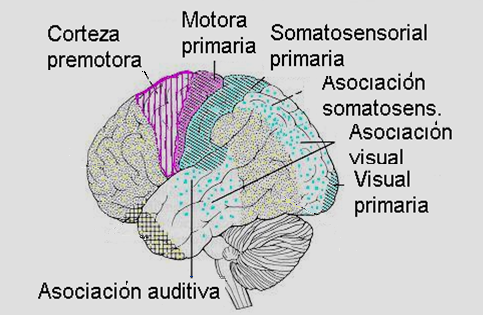 Corteza
premotora
Motora
primaria
Somatosensorial
primaria
Asociación
somatosens.
Asociación
visual
Visual
primaria
Asociación auditiva